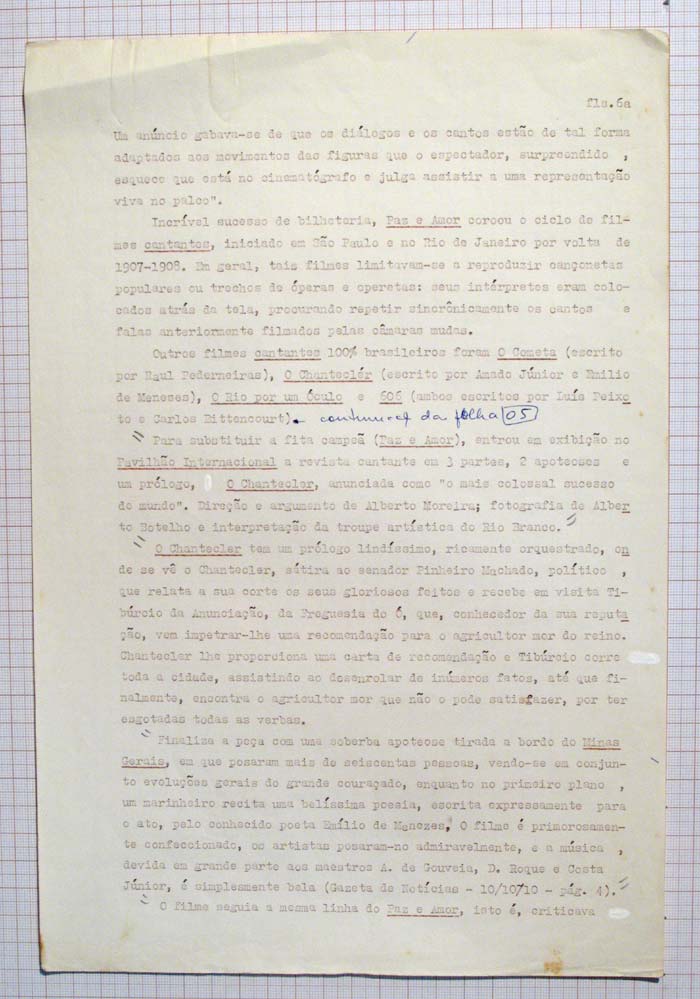 fls.6a
Um anúncio gabava-se de que os diálogos e os cantos estão de tal forma
adaptados aos movimentos das figuras que o espectador, surpreendido ,
esquece que está no cinematógrafo e julga assistir a uma representação
viva no palco".
Incrível sucesso de bilheteria, Paz e Amor coroou o ciclo de fil-
mes cantantes, iniciado em São Paulo e no Rio de Janeiro por volta de
1907-1908. Em geral, tais filmes limitavam-se a reproduzir cançonetas
populares ou trechos de óperas e operetas: seus intérpretes eram colo-
cados atrás da tela, procurando repetir sincrônicamente os cantos e
falas anteriormente filmados pelas câmaras mudas.
Outros filmes cantantes 100% brasileiros foram O Cometa (escrito
por Raul Pederneiras), O Chantecler (escrito por Amado Júnior e Emilio
de Meneses), O Rio por um Óculo e 606 (ambos escritos por Luís Peixo
to e Carlos Bittencourt). da folha 05
" Para substituir a fita campeã (Paz e Amor), entrou em exibição no
Pavilhão Internacional a revista cantante em 3 partes, 2 apoteoses e
um prólogo, O Chantecler, anunciada como "o mais colossal sucesso
do mundo". Direção e argumento de Alberto Moreira; fotografia de Alber
to Botelho e interpretação da troupe artística do Rio Branco. "
" O Chantecler tem um prólogo lindíssimo, ricamente orquestrado, on
de se vê o Chantecler, sátira ao senador Pinheiro Machado, político ,
que relata a sua corte os seus gloriosos feitos e recebe em visita Ti-
búrcio da Anunciação, da Freguesia do Ó, que, conhecedor da sua reputa
ção, vem impetrar-lhe uma recomendação para o agricultor mor do reino.
Chantecler lhe proporciona uma carta de recomendação e Tibúrcio corre
toda a cidade, assistindo ao desenrolar de inúmeros fatos, até que fi-
nalmente, encontra o agricultor mor que não o pode satisfazer, por ter
esgotadas todas as verbas.
" Finaliza a peça com uma soberba apoteose tirada a bordo do Minas
Gerais, em que posaram mais de seiscentas pessoas, vendo-se em conjun-
to evoluções gerais do grande couraçado, enquanto no primeiro plano ,
um marinheiro recita uma belíssima poesia, escrita expressamente para
o ato, pelo conhecido poeta Emílio de Menezes, O filme é primorosamen-
te confeccionado, os artistas posaram-no admiravelmente, e a música ,
devida em grande parte aos maestros A. de Gouveia, D. Roque e Costa
Júnior, é simplesmente bela (Gazeta de Notícias - 10/10/10 - pág. 4). "
" O filme seguia a mesma linha do Paz e Amor, isto é, criticava